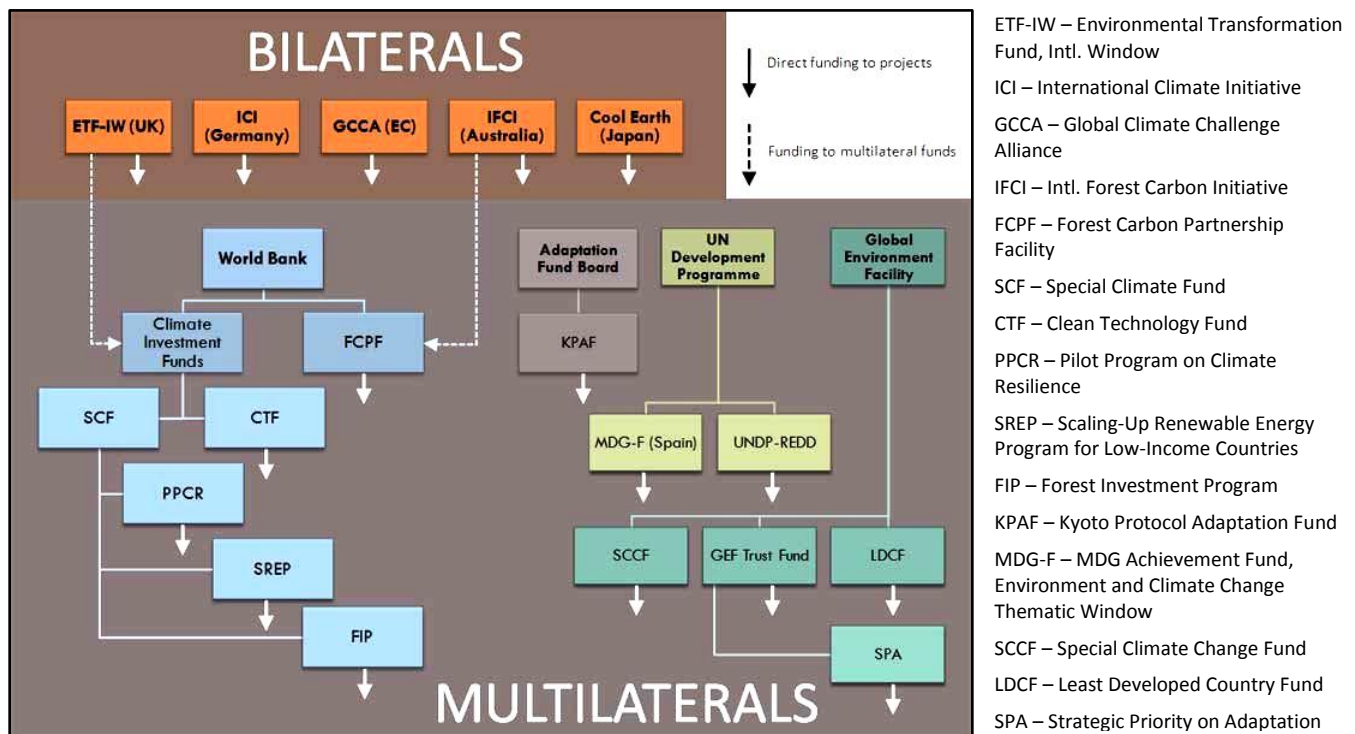 BILATERALS
Direct funding to projects
Funding to multilateral funds
ETF-IW (UK)
ICI
(Germany)
GCCA (EC)
IFCI
(Australia)
Cool Earth
(Japan)
World Bank
Adaptation
Fund Board
UN
Development
Programme
Global
Environment
Facility
Climate
Investment
Funds
FCPF
KPAF
SCF
CTF
MDG-F (Spain)
UNDP-REDD
PPCR
SREP
FIP
SCCF
GEF Trust Fund
LDCF
SPA
MULTILATERALS
ETF-IW – Environmental Transformation
Fund, Intl. Window
ICI – International Climate Initiative
GCCA – Global Climate Challenge
Alliance
IFCI – Intl. Forest Carbon Initiative
FCPF – Forest Carbon Partnership
Facility
SCF – Special Climate Fund
CTF – Clean Technology Fund
PPCR – Pilot Program on Climate
Resilience
SREP – Scaling-Up Renewable Energy
Program for Low-Income Countries
FIP – Forest Investment Program
KPAF – Kyoto Protocol Adaptation Fund
MDG-F – MDG Achievement Fund,
Environment and Climate Change
Thematic Window
SCCF – Special Climate Change Fund
LDCF – Least Developed Country Fund
SPA – Strategic Priority on Adaptation